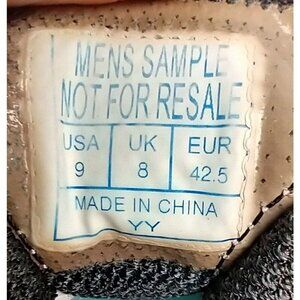 MENS SAMPLE
NOT FOR RESALE
USA UK EUR
9 8 42.5
MADE IN CHINA
YY